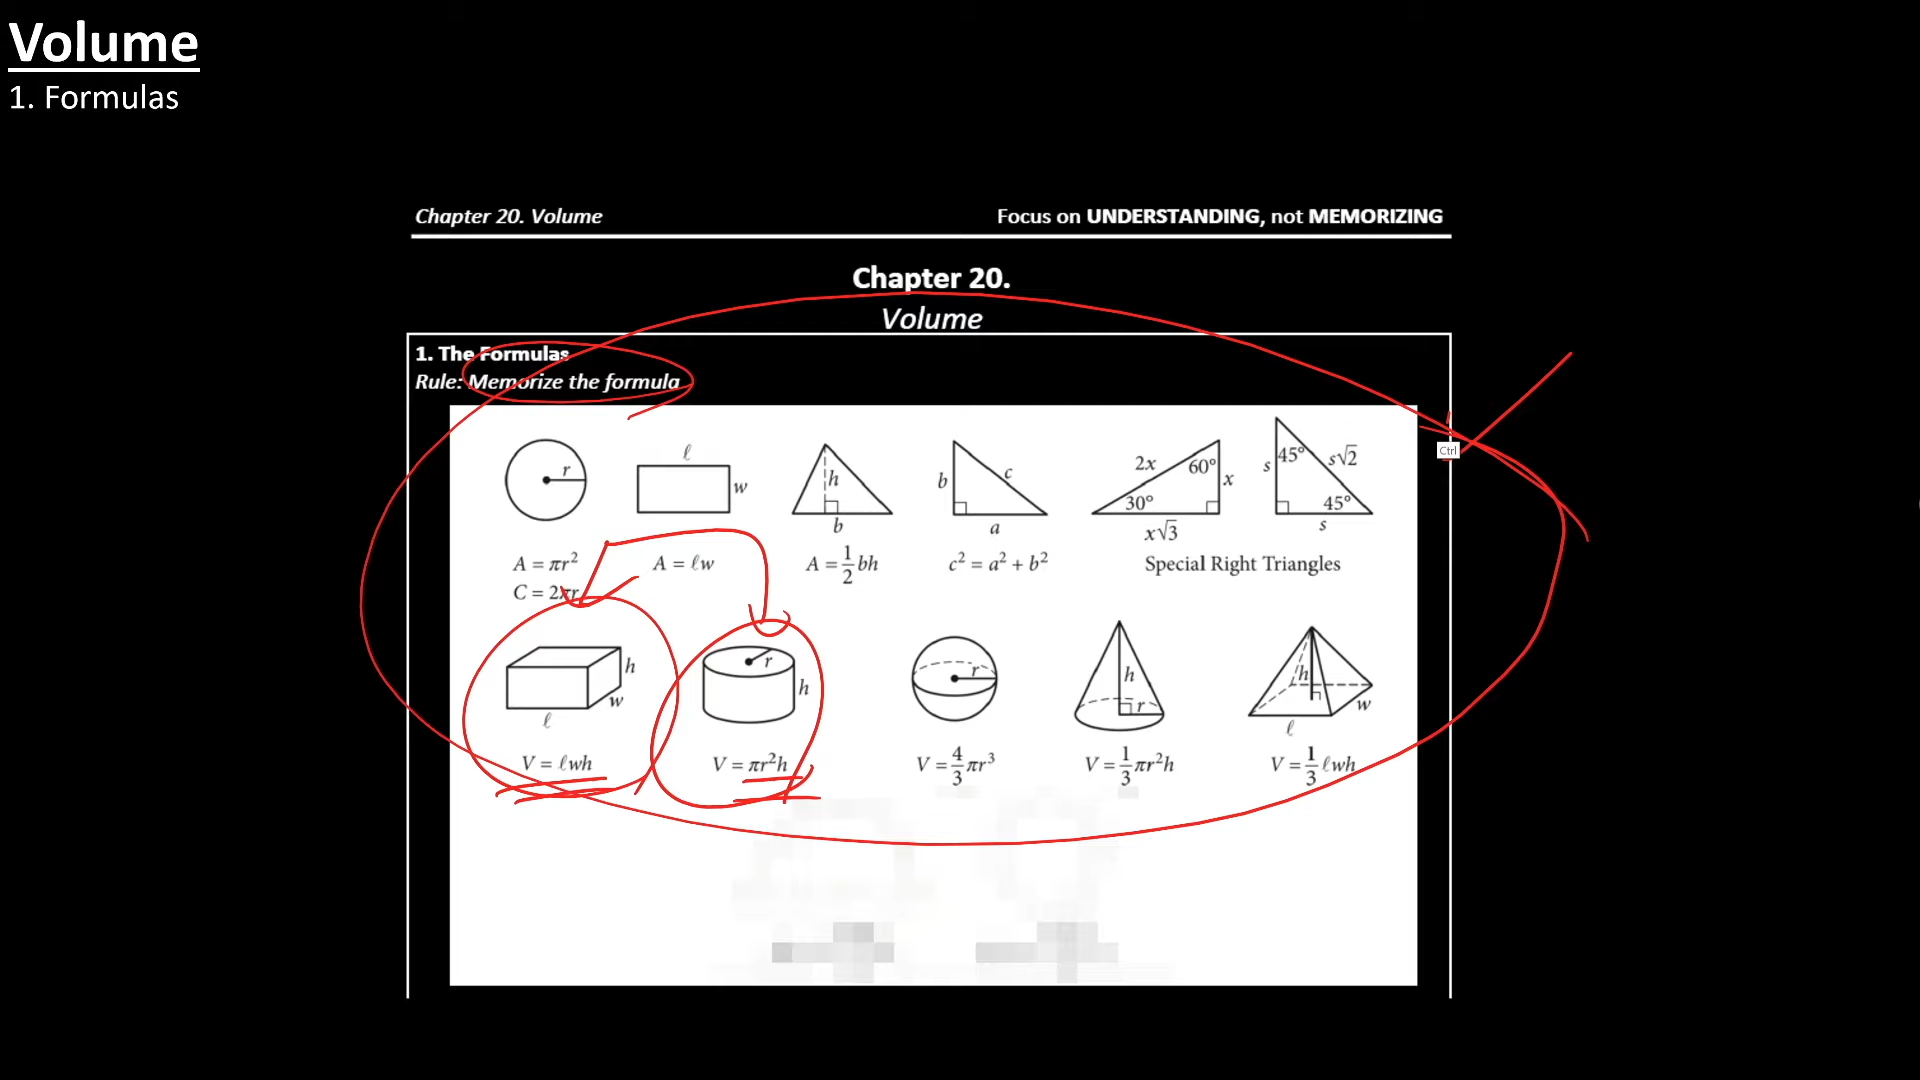 Volume
1. Formulas
Chapter 20. Volume
Focus on UNDERSTANDING, not MEMORIZING
Chapter 20.
Volume
1. The Formulas
Rule: Memorize the formula
Ctrl
r
ℓ
w
h
b
b
c
a
2x
60°
x
30°
x√3
s
45°
s√2
45°
s
A = πr²
C = 2πr
A = ℓw
A = 1/2 bh
c² = a² + b²
Special Right Triangles
h
w
ℓ
r
h
r
h
r
h
w
ℓ
V = ℓwh
V = πr²h
V = 4/3 πr³
V = 1/3 πr²h
V = 1/3 ℓwh